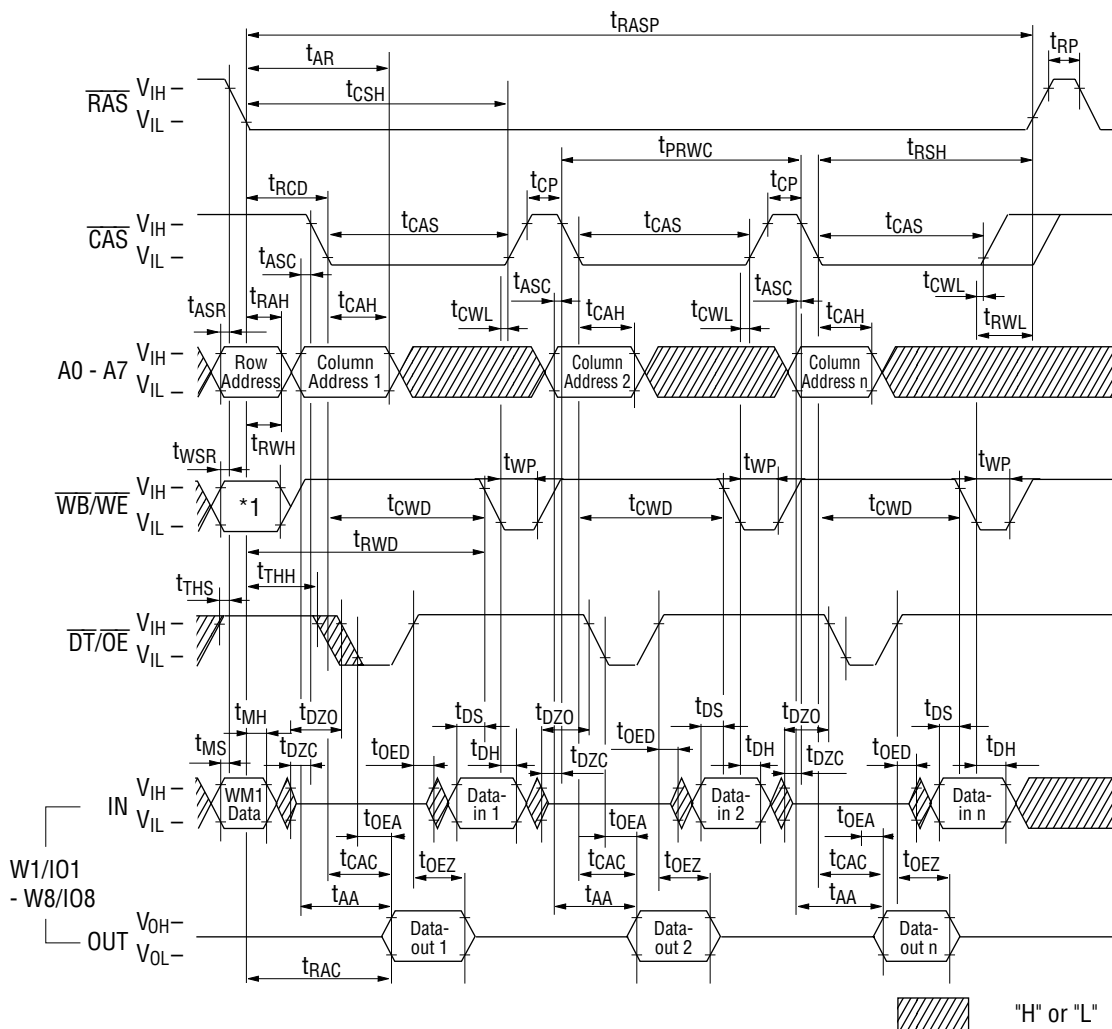 tRASP
tAR
tRP
tCSH
RAS VIH
VIL
tPRWC
tRSH
tRCD
tCP
tCP
CAS VIH
VIL
tCAS
tCAS
tCAS
tASC
tASC
tASC
tASR
tRAH
tCAH
tCWL
tCAH
tCWL
tCAH
tCWL
tRWL
A0 - A7 VIH
VIL
Row Address
Column Address 1
Column Address 2
Column Address n
tRWH
tWSR
tWP
tWP
tWP
WB/WE VIH
VIL
*1
tCWD
tCWD
tCWD
tRWD
tTHS
tTHH
DT/OE VIH
VIL
tMH
tDZO
tDS
tDZO
tDS
tDZO
tDS
tMS
tDZC
tOED
tDH
tDZC
tOED
tDH
tDZC
tOED
tDH
IN VIH
VIL
WM1 Data
Data-in 1
Data-in 2
Data-in n
tOEA
tOEA
tOEA
W1/IO1
- W8/IO8
tCAC
tOEZ
tCAC
tOEZ
tCAC
tOEZ
tAA
tAA
tAA
OUT VOH
VOL
Data-out 1
Data-out 2
Data-out n
tRAC
"H" or "L"